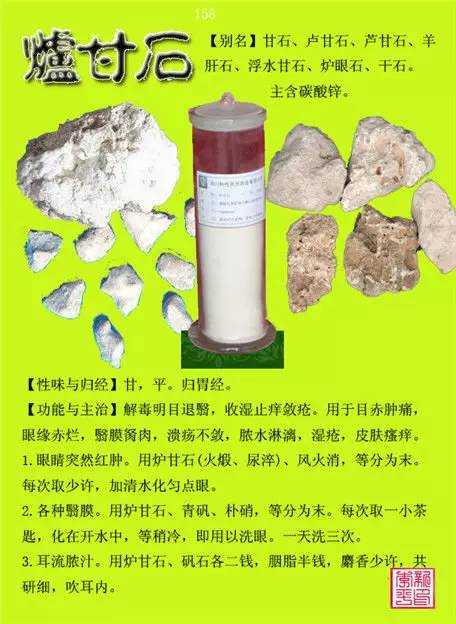 158
爐甘石
【别名】甘石、卢甘石、芦甘石、羊
肝石、浮水甘石、炉眼石、干石。
主含碳酸锌。
【性味与归经】甘，平。归胃经。
【功能与主治】解毒明目退翳，收湿止痒敛疮。用于目赤肿痛，
眼缘赤烂，翳膜胬肉，溃疡不敛，脓水淋漓，湿疮，皮肤瘙痒。
1.眼睛突然红肿。用炉甘石(火煅、尿淬)、风火消，等分为末。
每次取少许，加清水化匀点眼。
2.各种翳膜。用炉甘石、青矾、朴硝，等分为末。每次取一小茶
匙，化在开水中，等稍冷，即用以洗眼。一天洗三次。
3.耳流脓汁。用炉甘石、矾石各二钱，胭脂半钱，麝香少许，共
研细，吹耳内。